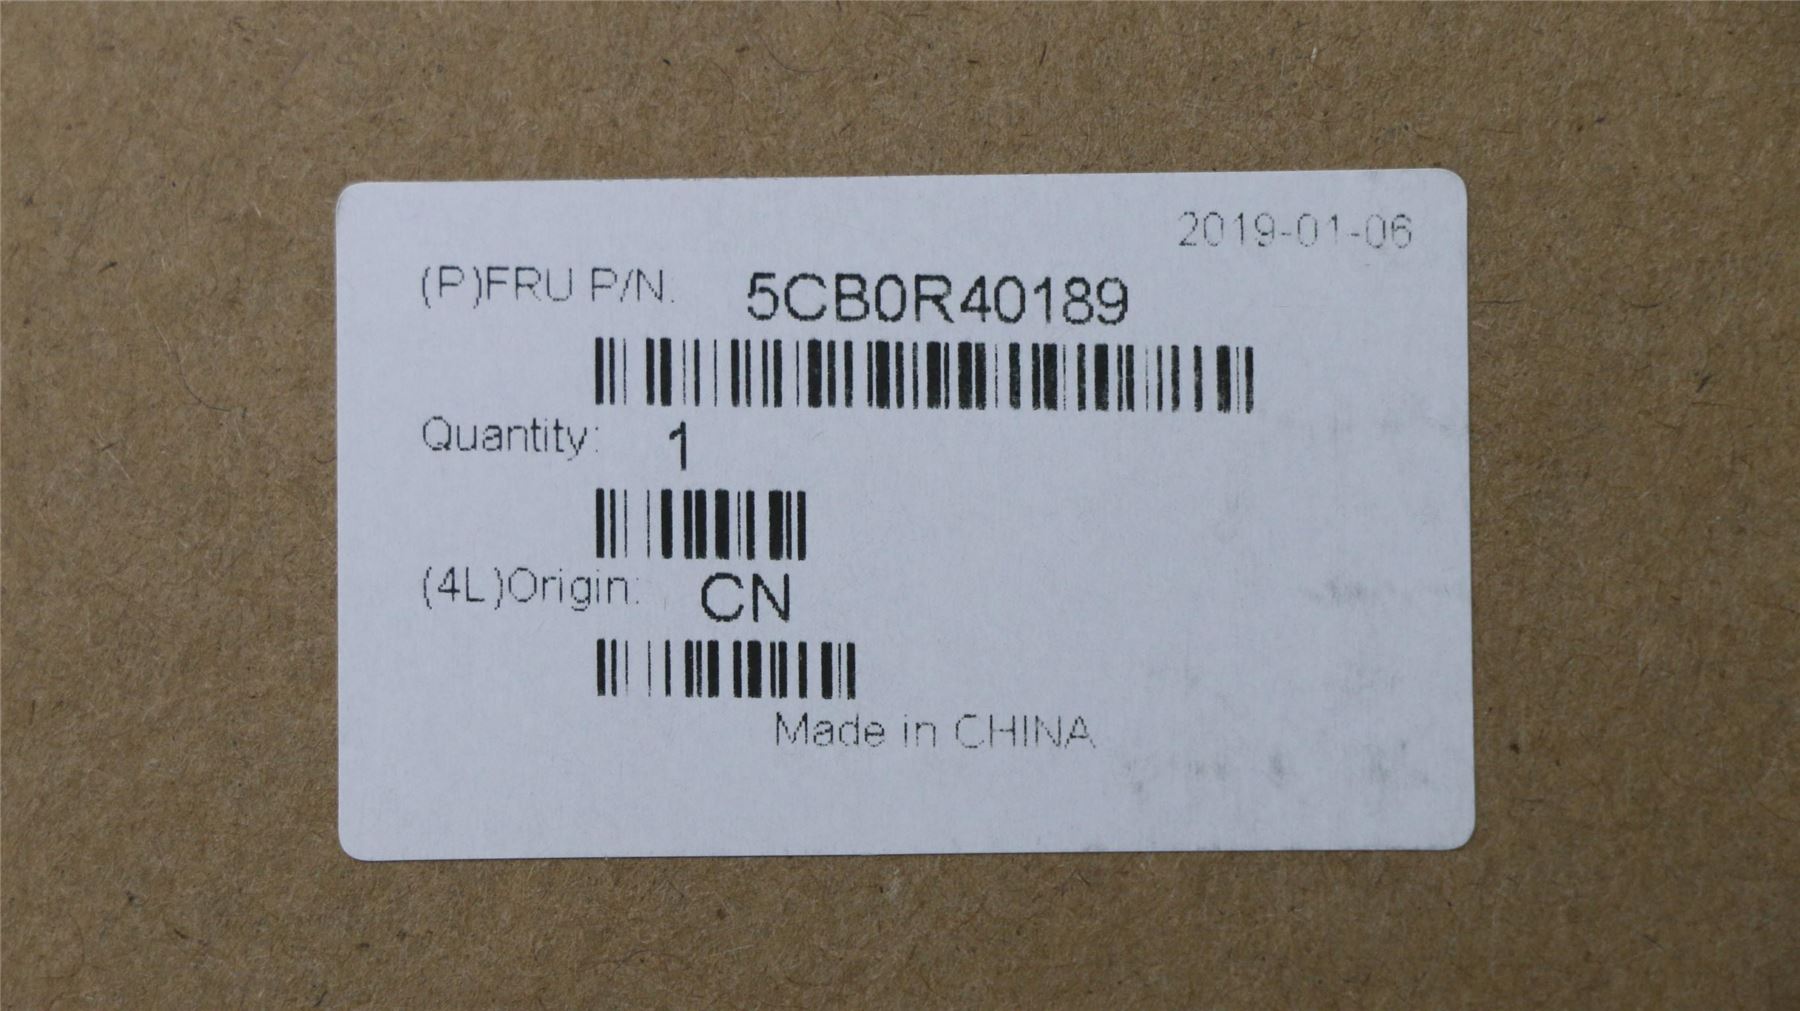 2019-01-06
(P)FRU P/N: 5CB0R40189
Quantity: 1
(4L)Origin: CN
Made in CHINA